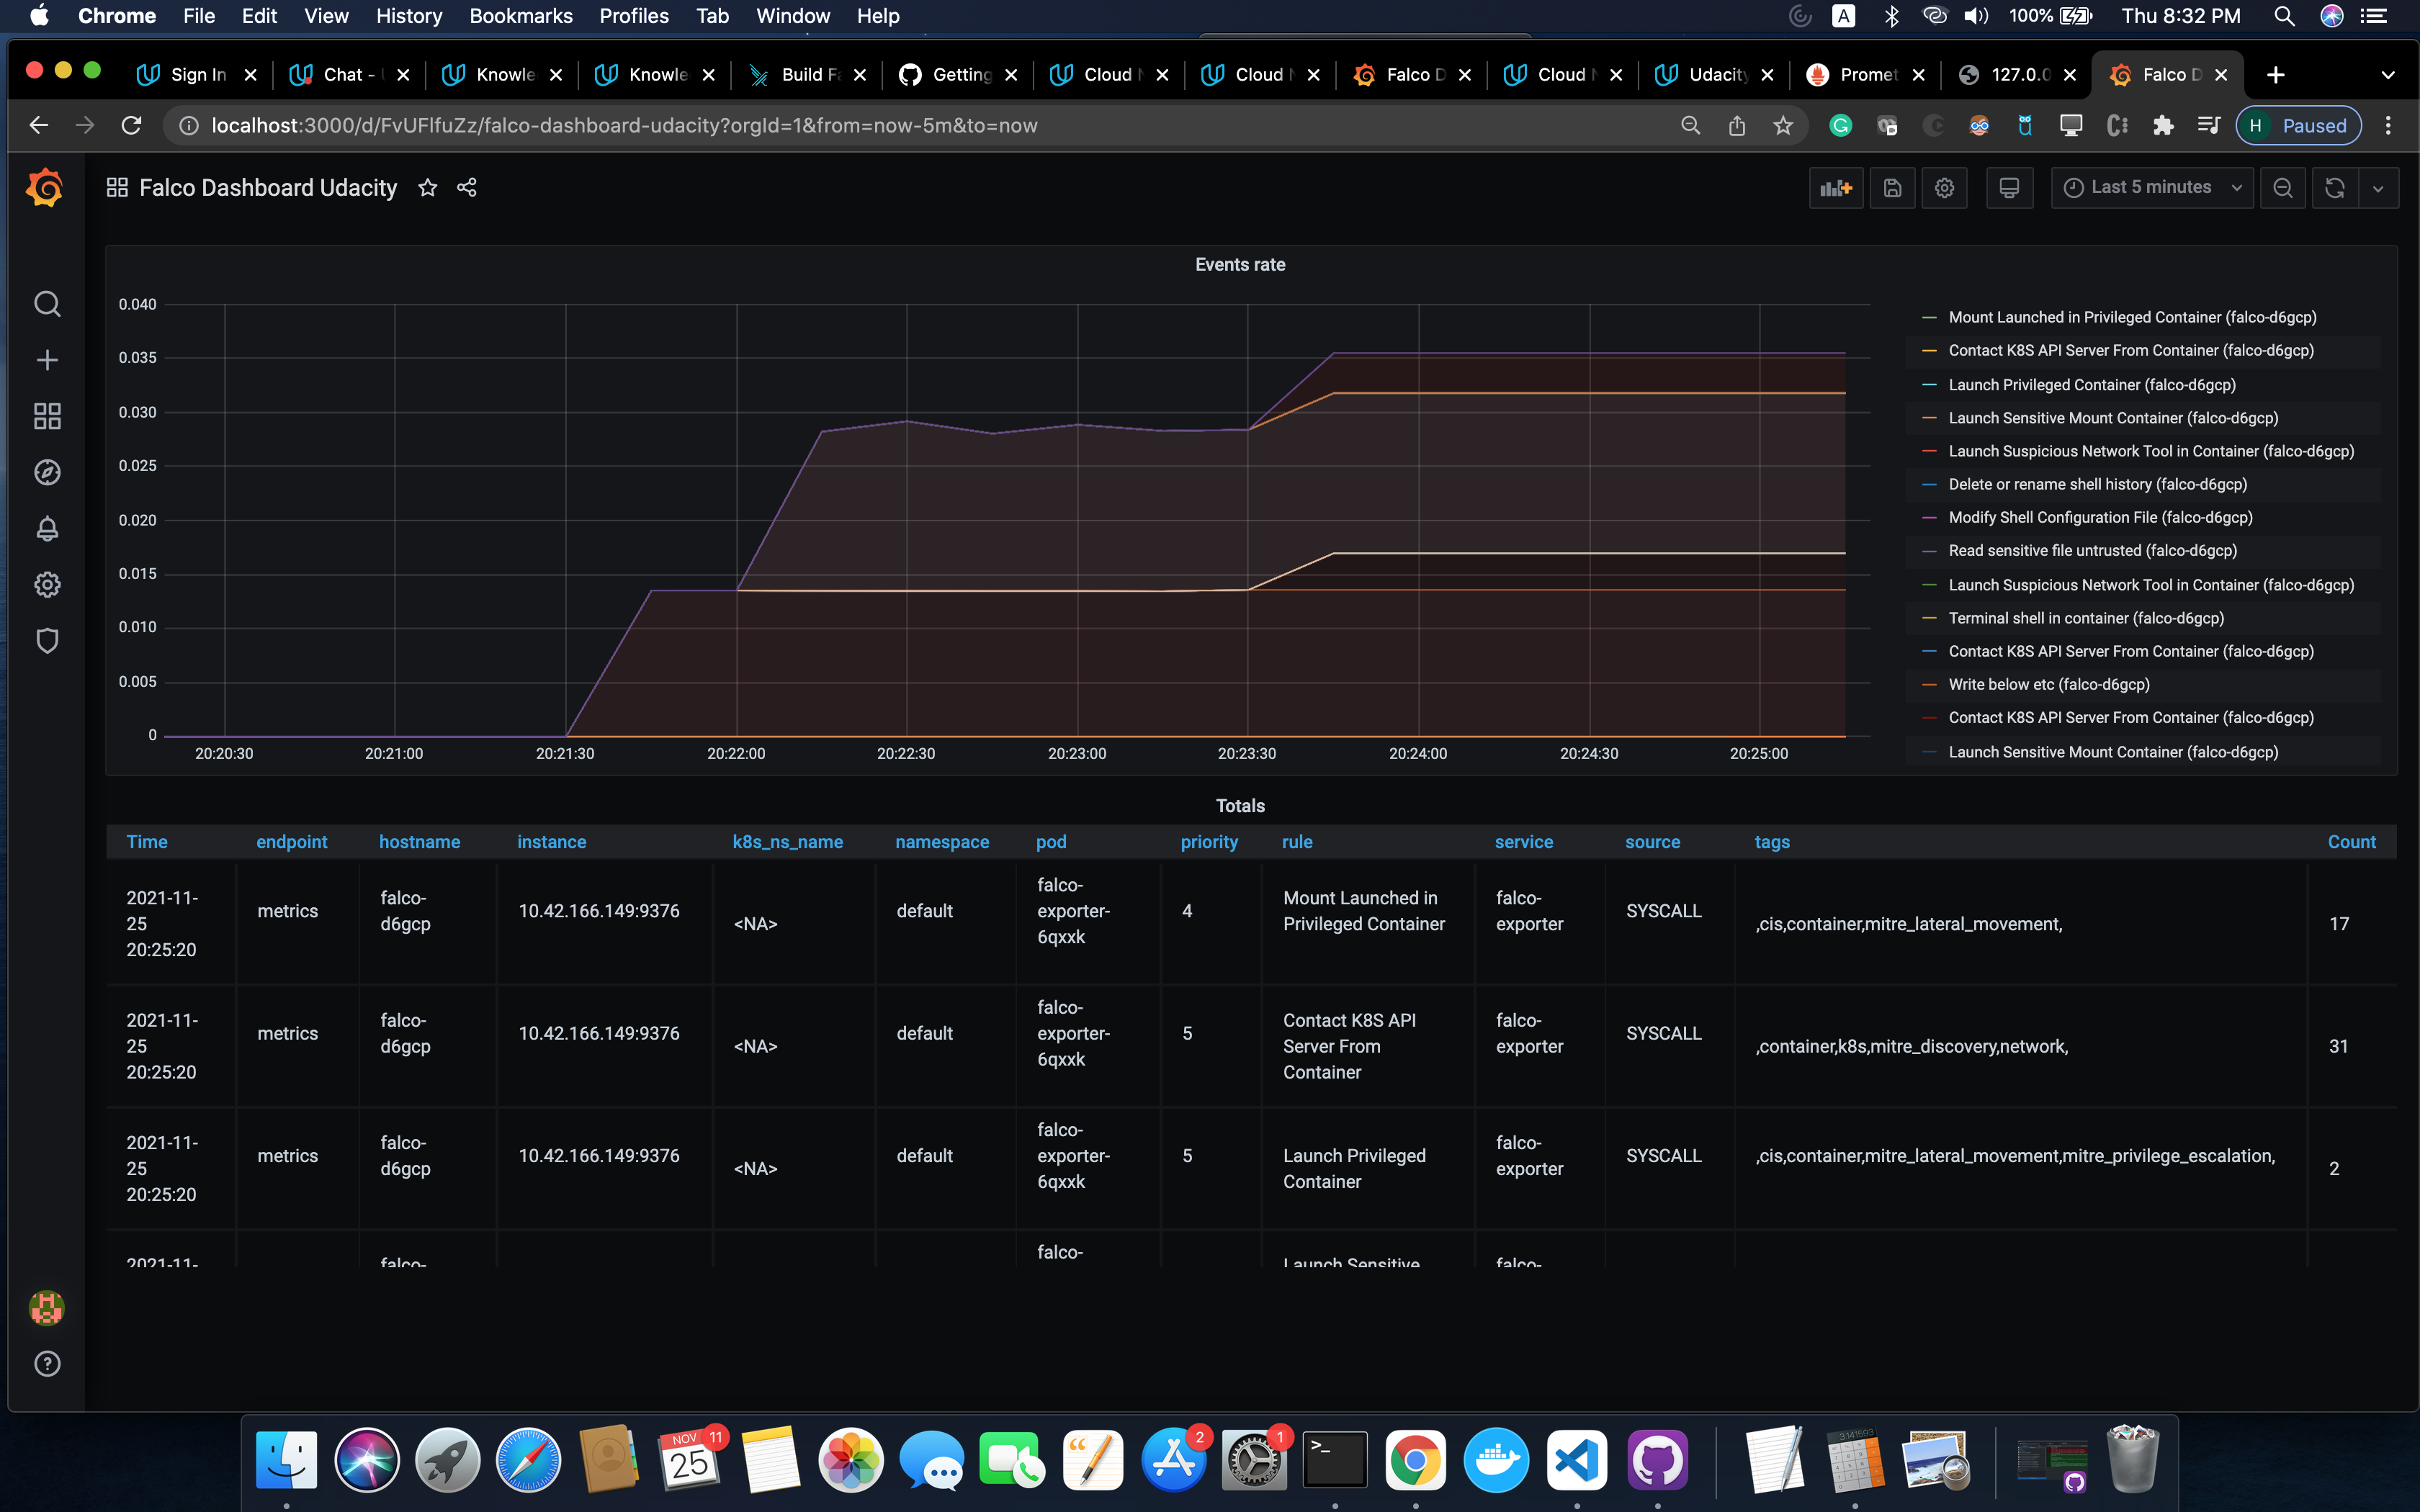 Chrome File Edit View History Bookmarks Profiles Tab Window Help A 100% Thu 8:32 PM
Sign In Chat - Knowle Knowle Build Fa Getting Cloud Cloud Falco D Cloud Udacity Promet 127.0.0 Falco D
localhost:3000/d/FvUFlfuZz/falco-dashboard-udacity?orgId=1&from=now-5m&to=now H Paused
Falco Dashboard Udacity Last 5 minutes
Events rate
0.040
0.035
0.030
0.025
0.020
0.015
0.010
0.005
0
20:20:30 20:21:00 20:21:30 20:22:00 20:22:30 20:23:00 20:23:30 20:24:00 20:24:30 20:25:00
Mount Launched in Privileged Container (falco-d6gcp)
Contact K8S API Server From Container (falco-d6gcp)
Launch Privileged Container (falco-d6gcp)
Launch Sensitive Mount Container (falco-d6gcp)
Launch Suspicious Network Tool in Container (falco-d6gcp)
Delete or rename shell history (falco-d6gcp)
Modify Shell Configuration File (falco-d6gcp)
Read sensitive file untrusted (falco-d6gcp)
Launch Suspicious Network Tool in Container (falco-d6gcp)
Terminal shell in container (falco-d6gcp)
Contact K8S API Server From Container (falco-d6gcp)
Write below etc (falco-d6gcp)
Contact K8S API Server From Container (falco-d6gcp)
Launch Sensitive Mount Container (falco-d6gcp)
Totals
Time endpoint hostname instance k8s_ns_name namespace pod priority rule service source tags Count
2021-11-25 20:25:20 metrics falco-d6gcp 10.42.166.149:9376 <NA> default falco-exporter-6qxxk 4 Mount Launched in Privileged Container falco-exporter SYSCALL ,cis,container,mitre_lateral_movement, 17
2021-11-25 20:25:20 metrics falco-d6gcp 10.42.166.149:9376 <NA> default falco-exporter-6qxxk 5 Contact K8S API Server From Container falco-exporter SYSCALL ,container,k8s,mitre_discovery,network, 31
2021-11-25 20:25:20 metrics falco-d6gcp 10.42.166.149:9376 <NA> default falco-exporter-6qxxk 5 Launch Privileged Container falco-exporter SYSCALL ,cis,container,mitre_lateral_movement,mitre_privilege_escalation, 2
2021-11- falco- falco- Launch Sensitive falco-
NOV 25 11 2 1 3.141593